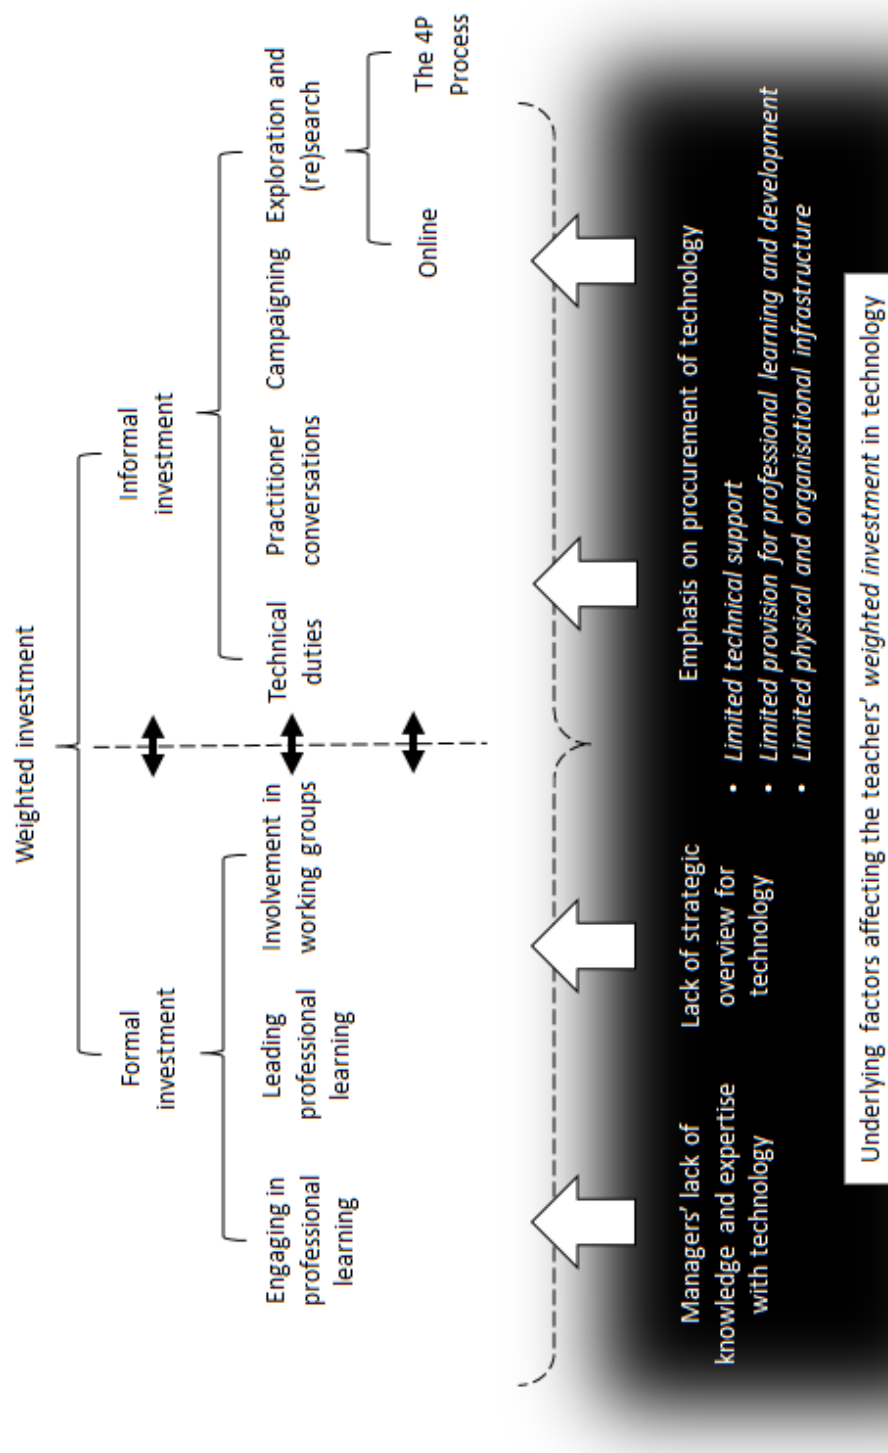 Weighted investment
Formal
investment
Informal
investment
Engaging in
professional
learning
Leading
professional
learning
Involvement in
working groups
Technical
duties
Practitioner
conversations
Campaigning
Exploration and
(re)search
Online
The 4P
Process
Managers' lack of
knowledge and expertise
with technology
Lack of strategic
overview for
technology
Emphasis on procurement of technology
• Limited technical support
• Limited provision for professional learning and development
• Limited physical and organisational infrastructure
Underlying factors affecting the teachers' weighted investment in technology